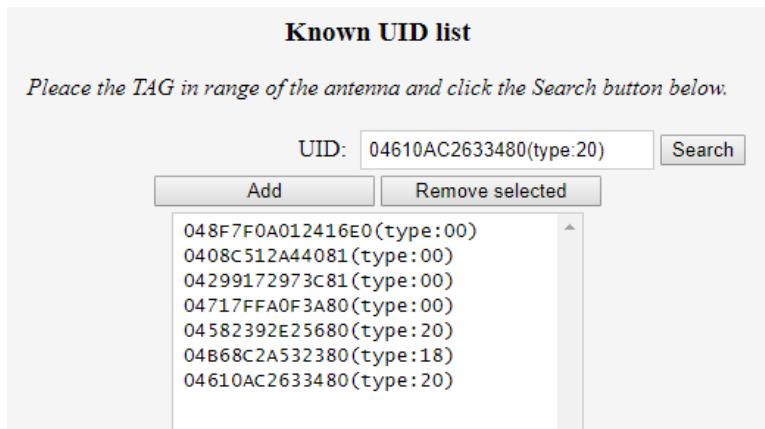 Known UID list
Pleace the TAG in range of the antenna and click the Search button below.
UID: 04610AC2633480(type:20) Search
Add Remove selected
048F7F0A012416E0(type:00)
0408C512A44081(type:00)
04299172973C81(type:00)
04717FFA0F3A80(type:00)
04582392E25680(type:20)
04B68C2A532380(type:18)
04610AC2633480(type:20)